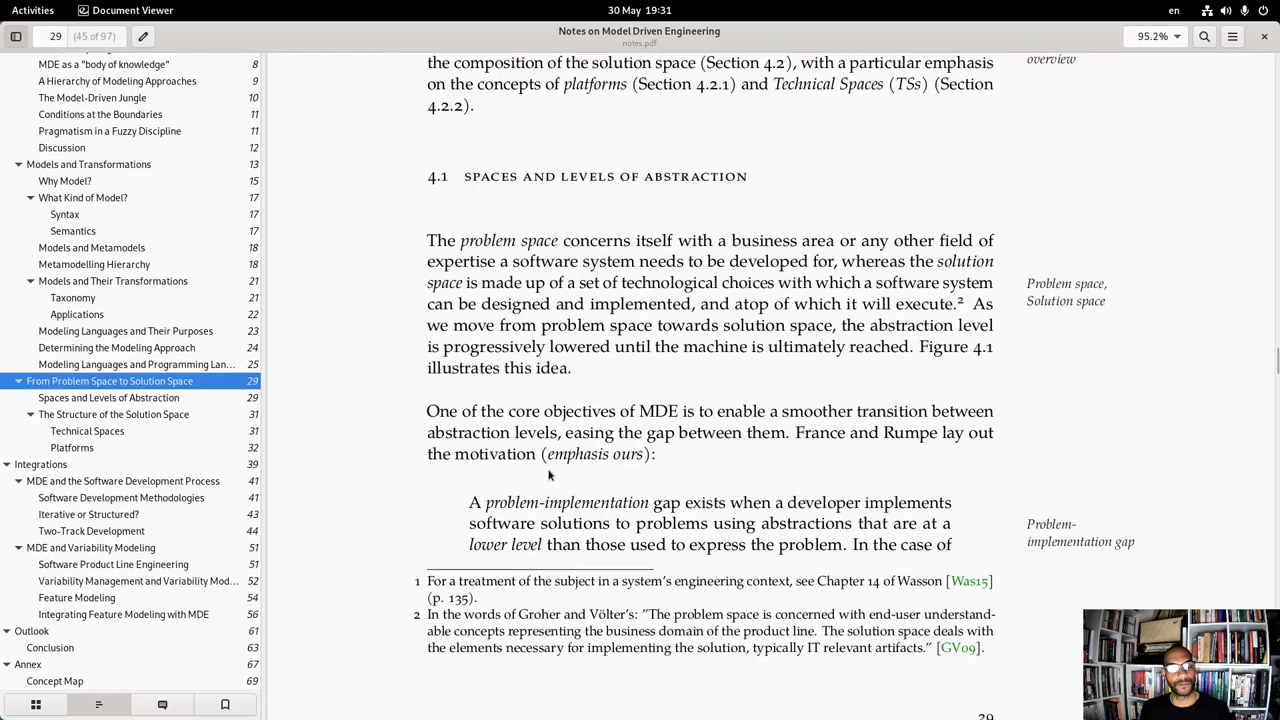 Activities
Document Viewer
30 May 19:31
en
29
(45 of 97)
Notes on Model Driven Engineering
notes.pdf
95.2%
MDE as a "body of knowledge" 8
A Hierarchy of Modeling Approaches 9
The Model-Driven Jungle 10
Conditions at the Boundaries 11
Pragmatism in a Fuzzy Discipline 11
Discussion 12
Models and Transformations 13
Why Model? 15
What Kind of Model? 17
Syntax 17
Semantics 17
Models and Metamodels 18
Metamodelling Hierarchy 18
Models and Their Transformations 21
Taxonomy 21
Applications 22
Modeling Languages and Their Purposes 23
Determining the Modeling Approach 24
Modeling Languages and Programming Lan... 25
From Problem Space to Solution Space 29
Spaces and Levels of Abstraction 29
The Structure of the Solution Space 31
Technical Spaces 31
Platforms 32
Integrations 39
MDE and the Software Development Process 41
Software Development Methodologies 41
Iterative or Structured? 43
Two-Track Development 44
MDE and Variability Modeling 51
Software Product Line Engineering 51
Variability Management and Variability Mod... 52
Feature Modeling 54
Integrating Feature Modeling with MDE 56
Outlook 61
Conclusion 63
Annex 67
Concept Map 69
the composition of the solution space (Section 4.2), with a particular emphasis
on the concepts of platforms (Section 4.2.1) and Technical Spaces (TSs) (Section
4.2.2).
overview
4.1 SPACES AND LEVELS OF ABSTRACTION
The problem space concerns itself with a business area or any other field of
expertise a software system needs to be developed for, whereas the solution
space is made up of a set of technological choices with which a software system
can be designed and implemented, and atop of which it will execute.² As
we move from problem space towards solution space, the abstraction level
is progressively lowered until the machine is ultimately reached. Figure 4.1
illustrates this idea.
Problem space,
Solution space
One of the core objectives of MDE is to enable a smoother transition between
abstraction levels, easing the gap between them. France and Rumpe lay out
the motivation (emphasis ours):
A problem-implementation gap exists when a developer implements
software solutions to problems using abstractions that are at a
lower level than those used to express the problem. In the case of
Problem-
implementation gap
1 For a treatment of the subject in a system's engineering context, see Chapter 14 of Wasson [Was15]
(p. 135).
2 In the words of Groher and Völter's: "The problem space is concerned with end-user understand-
able concepts representing the business domain of the product line. The solution space deals with
the elements necessary for implementing the solution, typically IT relevant artifacts." [GV09].
29